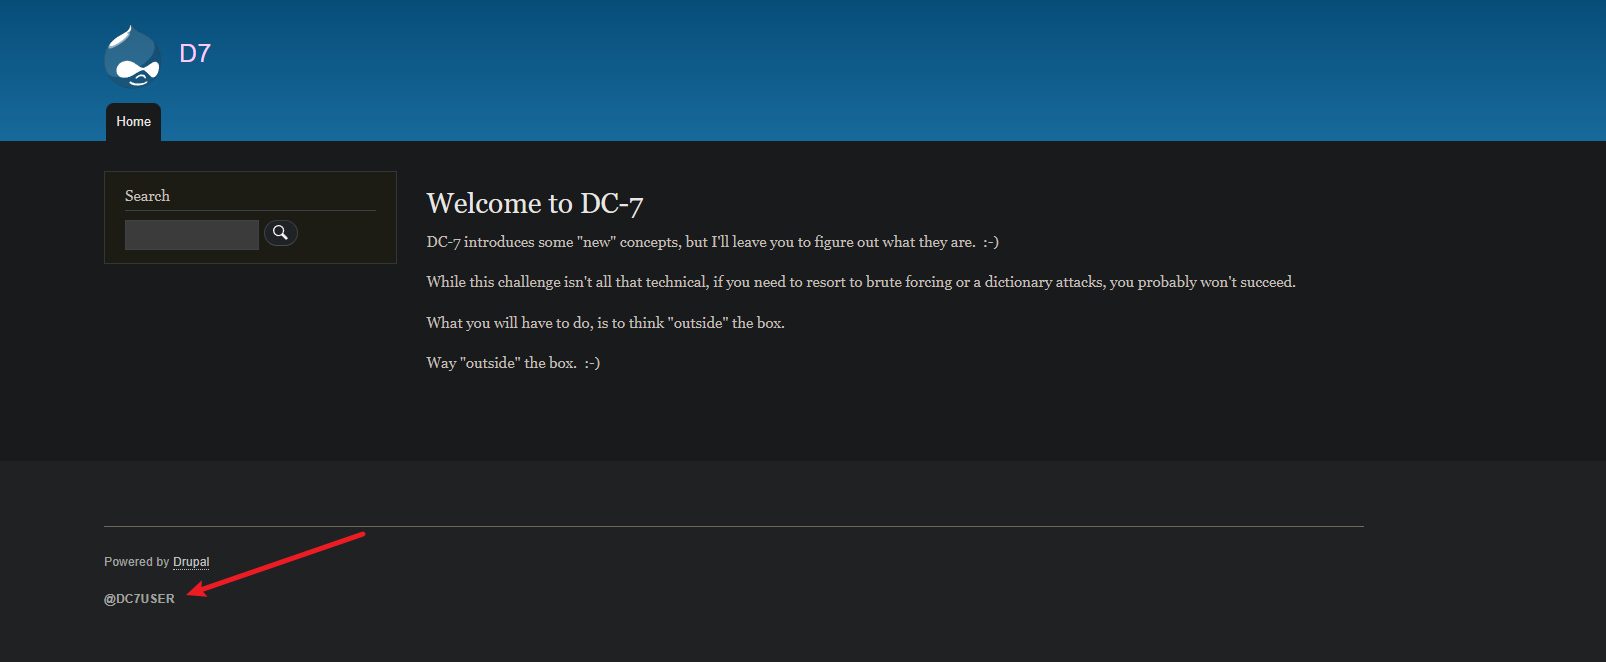 D7
Home
Search
Welcome to DC-7
DC-7 introduces some "new" concepts, but I'll leave you to figure out what they are.  :-)
While this challenge isn't all that technical, if you need to resort to brute forcing or a dictionary attacks, you probably won't succeed.
What you will have to do, is to think "outside" the box.
Way "outside" the box.  :-)
Powered by Drupal
@DC7USER